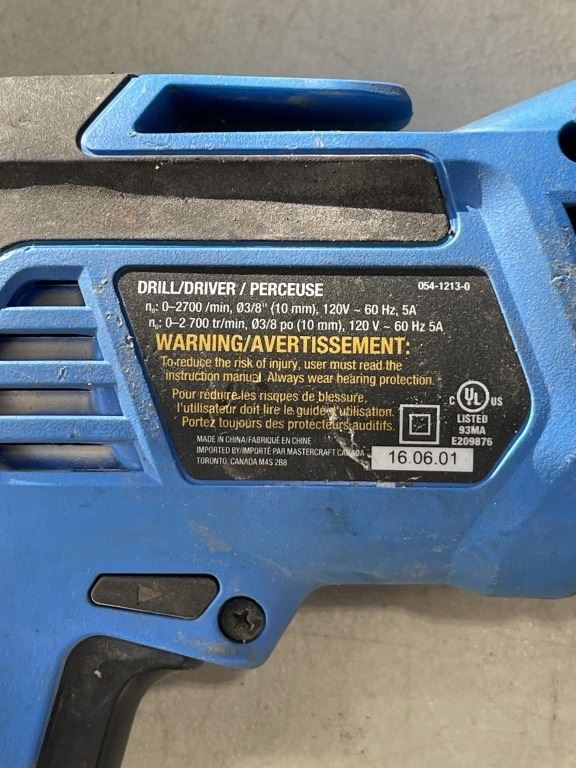 DRILL/DRIVER / PERCEUSE 054-1213-0
n₀: 0–2700 /min, Ø3/8" (10 mm), 120V ~ 60 Hz, 5A
n₀: 0–2 700 tr/min, Ø3/8 po (10 mm), 120 V ~ 60 Hz 5A
WARNING/AVERTISSEMENT:
To reduce the risk of injury, user must read the
instruction manual. Always wear hearing protection.
Pour réduire les risques de blessure,
l'utilisateur doit lire le guide d'utilisation.
Portez toujours des protecteurs auditifs.
C UL US
LISTED
93MA
E209876
MADE IN CHINA/FABRIQUÉ EN CHINE
IMPORTED BY/IMPORTÉ PAR MASTERCRAFT CANADA
TORONTO, CANADA M4S 2B8
16.06.01